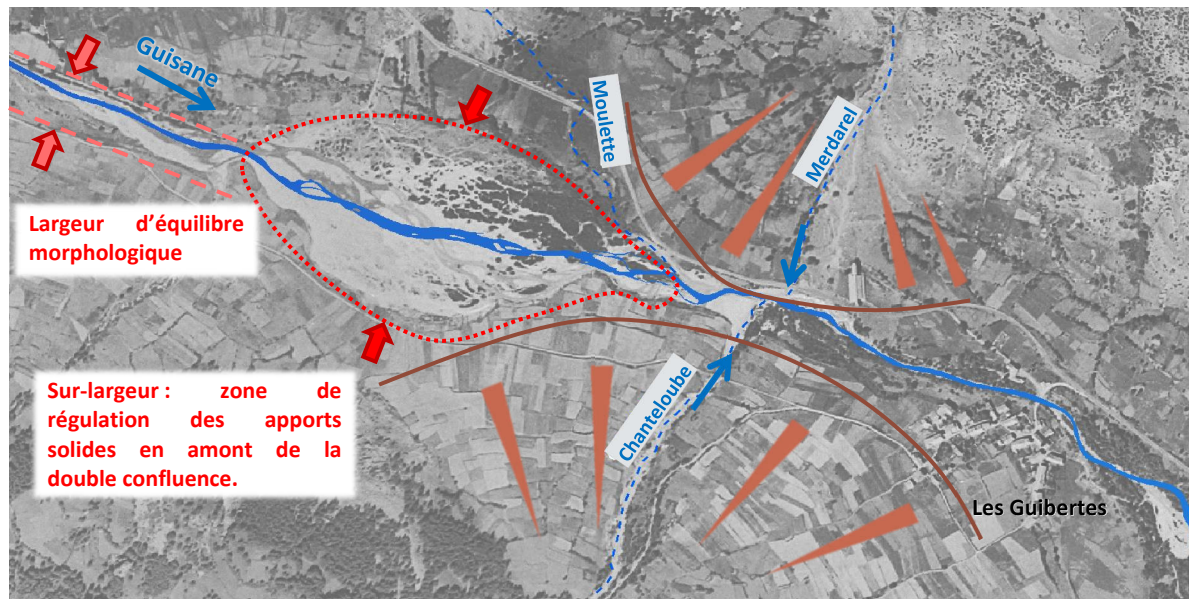 Guisane
Moulette
Merdarel
Largeur d'équilibre
morphologique
Sur-largeur : zone de
régulation des apports
solides en amont de la
double confluence.
Chanteloube
Les Guibertes